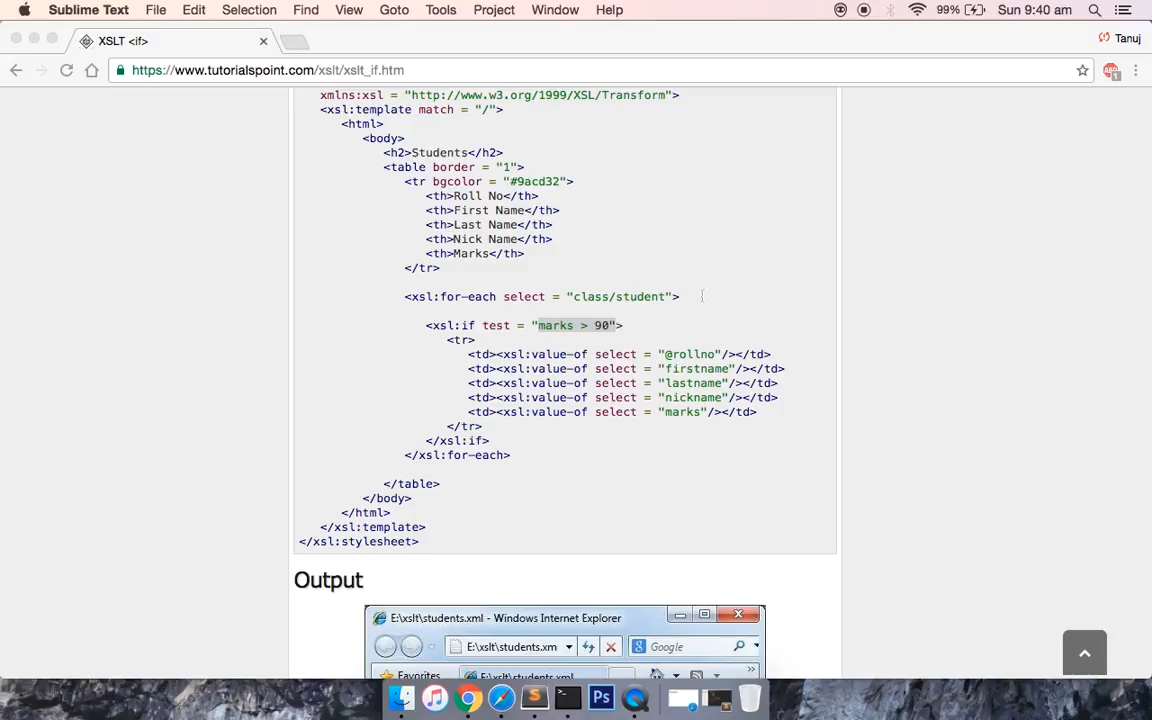 Sublime Text File Edit Selection Find View Goto Tools Project Window Help 99% Sun 9:40 am
XSLT <if> Tanuj
https://www.tutorialspoint.com/xslt/xslt_if.htm
1
xmlns:xsl = "http://www.w3.org/1999/XSL/Transform">
<xsl:template match = "/">
<html>
<body>
<h2>Students</h2>
<table border = "1">
<tr bgcolor = "#9acd32">
<th>Roll No</th>
<th>First Name</th>
<th>Last Name</th>
<th>Nick Name</th>
<th>Marks</th>
</tr>
<xsl:for-each select = "class/student">
<xsl:if test = "marks > 90">
<tr>
<td><xsl:value-of select = "@rollno"/></td>
<td><xsl:value-of select = "firstname"/></td>
<td><xsl:value-of select = "lastname"/></td>
<td><xsl:value-of select = "nickname"/></td>
<td><xsl:value-of select = "marks"/></td>
</tr>
</xsl:if>
</xsl:for-each>
</table>
</body>
</html>
</xsl:template>
</xsl:stylesheet>
Output
E:\xslt\students.xml - Windows Internet Explorer
E:\xslt\students.xm Google
Favorites E:\xslt\students.xml
Ps